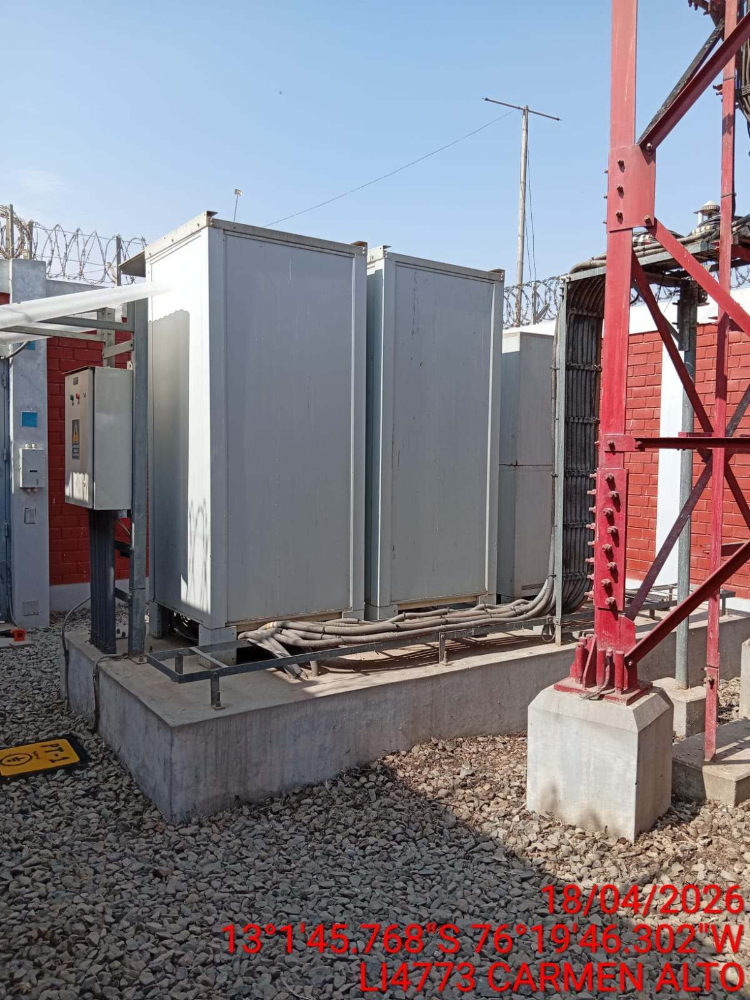 PT-1
18/04/2026
13°1'45.768"S 76°19'46.302"W
LI4773 CARMEN ALTO